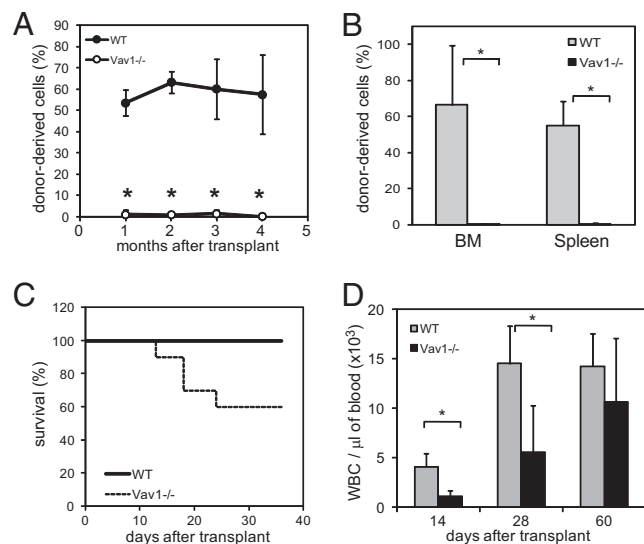 A
donor-derived cells (%)
90
80
70
60
50
40
30
20
10
0
WT
Vav1-/-
* * * *
0 1 2 3 4 5
months after transplant
B
donor-derived cells (%)
100
80
60
40
20
0
WT
Vav1-/-
*
*
BM Spleen
C
survival (%)
120
100
80
60
40
20
0
WT
Vav1-/-
0 10 20 30 40
days after transplant
D
WBC / µl of blood (x10³)
20
15
10
5
0
WT
Vav1-/-
*
*
14 28 60
days after transplant